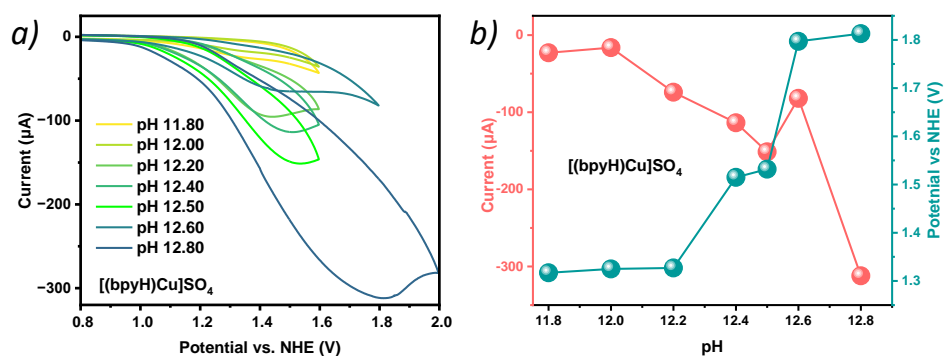 a)
0
−100
−200
−300
Current (µA)
pH 11.80
pH 12.00
pH 12.20
pH 12.40
pH 12.50
pH 12.60
pH 12.80
[(bpyH)Cu]SO4
0.8 1.0 1.2 1.4 1.6 1.8 2.0
Potential vs. NHE (V)
b)
0
-100
-200
-300
Current (µA)
[(bpyH)Cu]SO4
1.8
1.7
1.6
1.5
1.4
1.3
Potetnial vs NHE (V)
11.8 12.0 12.2 12.4 12.6 12.8
pH